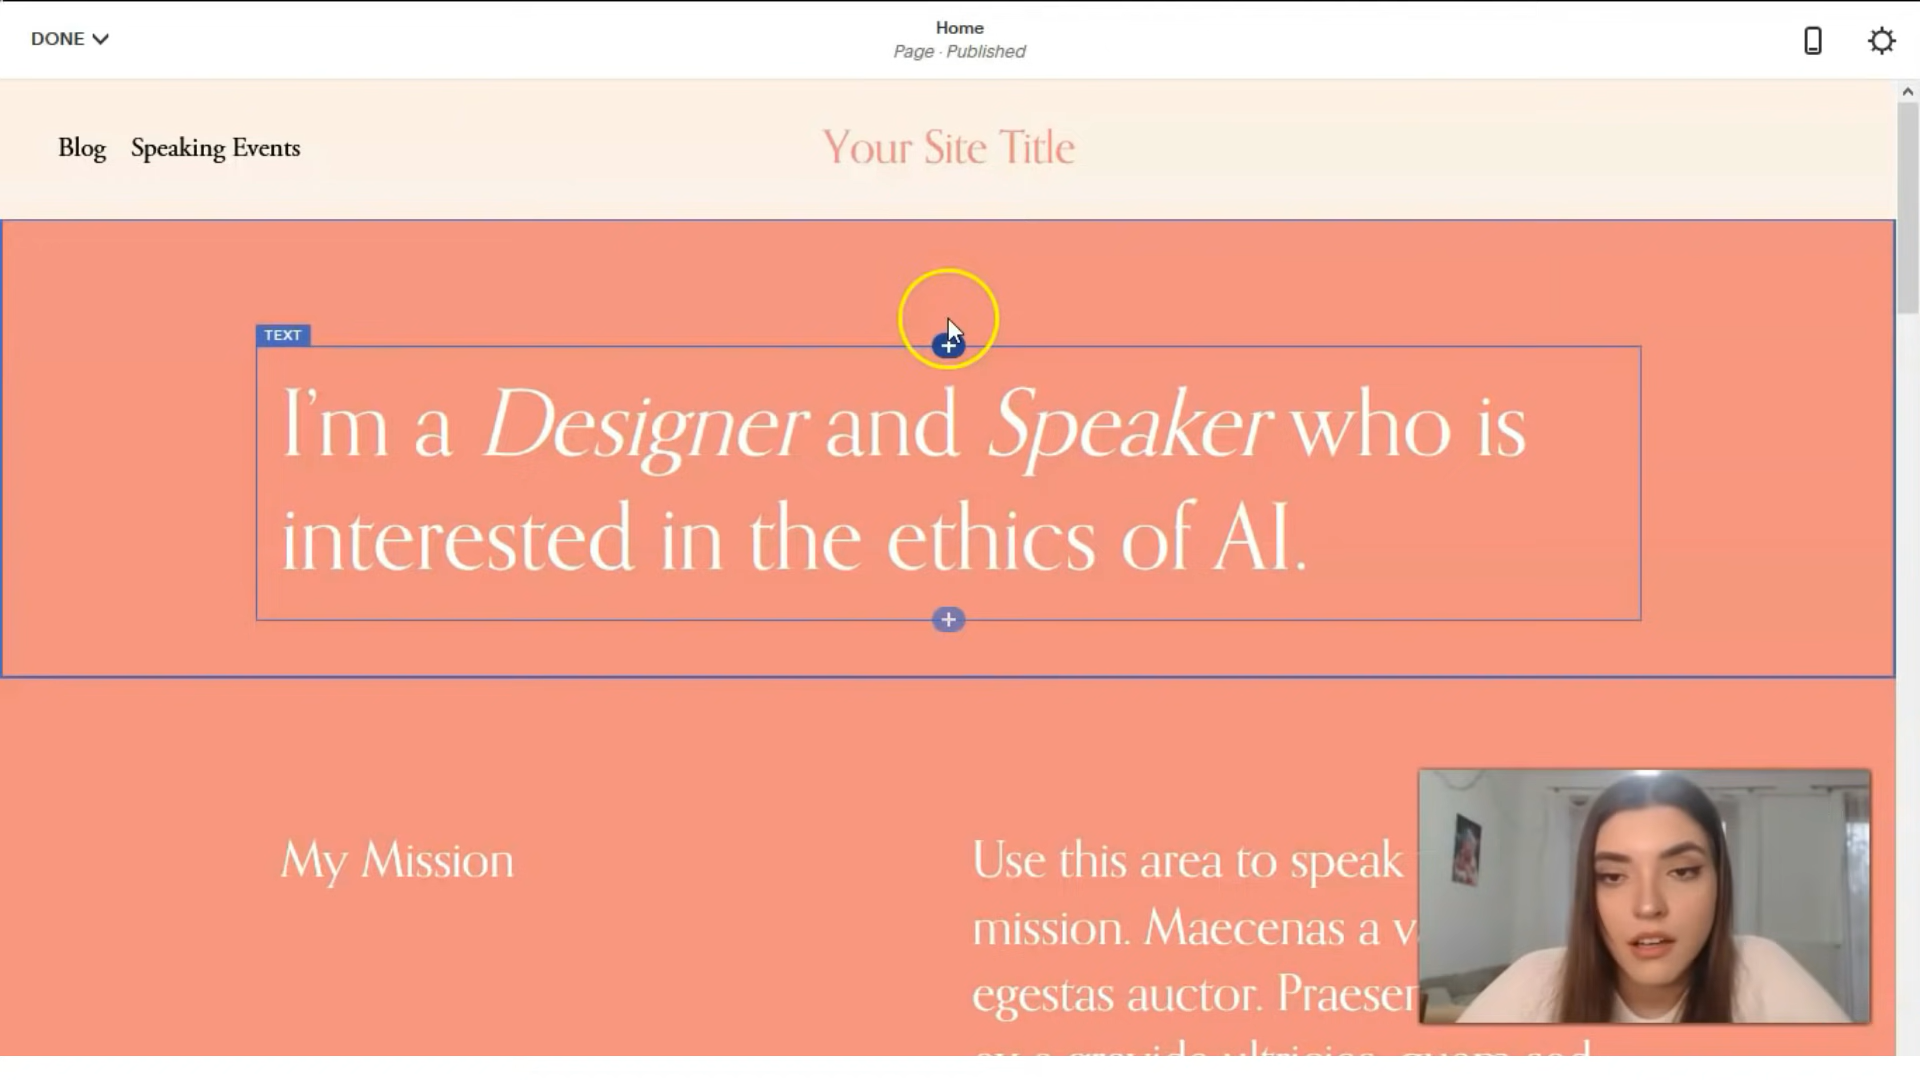 DONE
Home
Page · Published
Blog Speaking Events
Your Site Title
TEXT
I'm a Designer and Speaker who is
interested in the ethics of AI.
My Mission
Use this area to speak
mission. Maecenas a
egestas auctor.